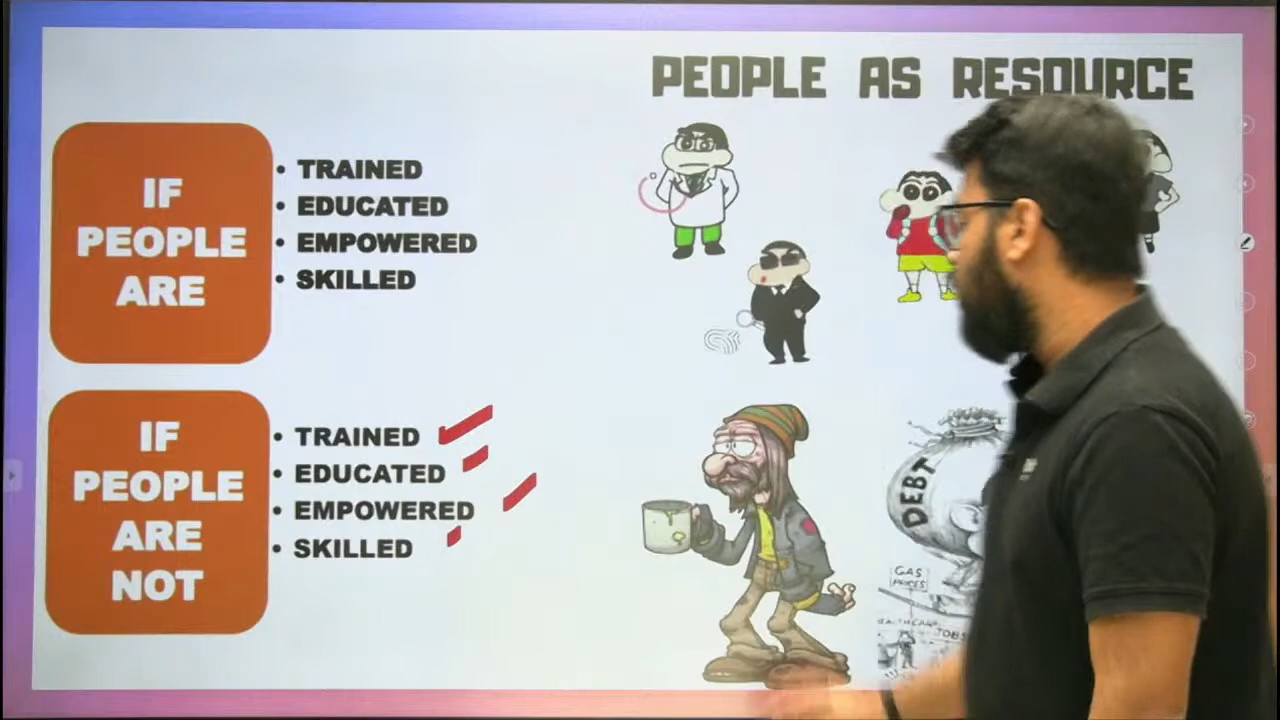 PEOPLE AS RESOURCE
IF
PEOPLE
ARE
• TRAINED
• EDUCATED
• EMPOWERED
• SKILLED
IF
PEOPLE
ARE
NOT
• TRAINED
• EDUCATED
• EMPOWERED
• SKILLED
DEBT
GAS
PRICES
JOBS